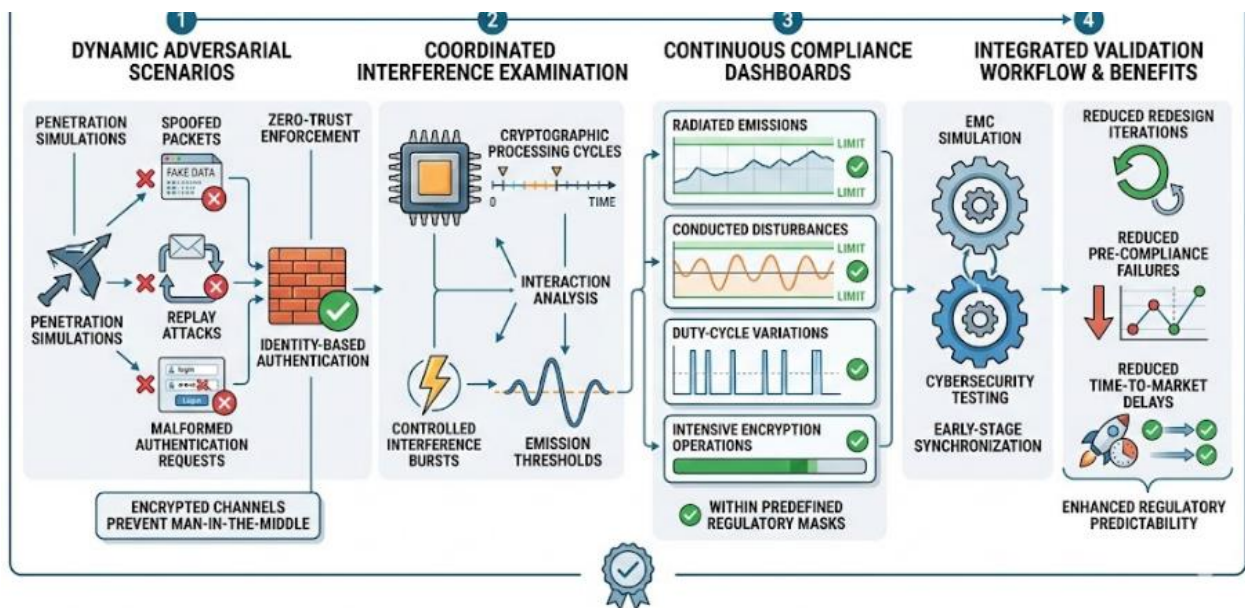 1
DYNAMIC ADVERSARIAL
SCENARIOS
PENETRATION
SIMULATIONS
SPOOFED
PACKETS
FAKE DATA
ZERO-TRUST
ENFORCEMENT
REPLAY
ATTACKS
PENETRATION
SIMULATIONS
IDENTITY-BASED
AUTHENTICATION
login
Login
MALFORMED
AUTHENTICATION
REQUESTS
ENCRYPTED CHANNELS
PREVENT MAN-IN-THE-MIDDLE
2
COORDINATED
INTERFERENCE EXAMINATION
CRYPTOGRAPHIC
PROCESSING CYCLES
0
TIME
INTERACTION
ANALYSIS
CONTROLLED
INTERFERENCE
BURSTS
EMISSION
THRESHOLDS
3
CONTINUOUS COMPLIANCE
DASHBOARDS
RADIATED EMISSIONS
LIMIT
LIMIT
CONDUCTED DISTURBANCES
LIMIT
LIMIT
DUTY-CYCLE VARIATIONS
INTENSIVE ENCRYPTION
OPERATIONS
WITHIN PREDEFINED
REGULATORY MASKS
4
INTEGRATED VALIDATION
WORKFLOW & BENEFITS
EMC
SIMULATION
CYBERSECURITY
TESTING
EARLY-STAGE
SYNCHRONIZATION
REDUCED REDESIGN
ITERATIONS
REDUCED
PRE-COMPLIANCE
FAILURES
REDUCED
TIME-TO-MARKET
DELAYS
ENHANCED REGULATORY
PREDICTABILITY